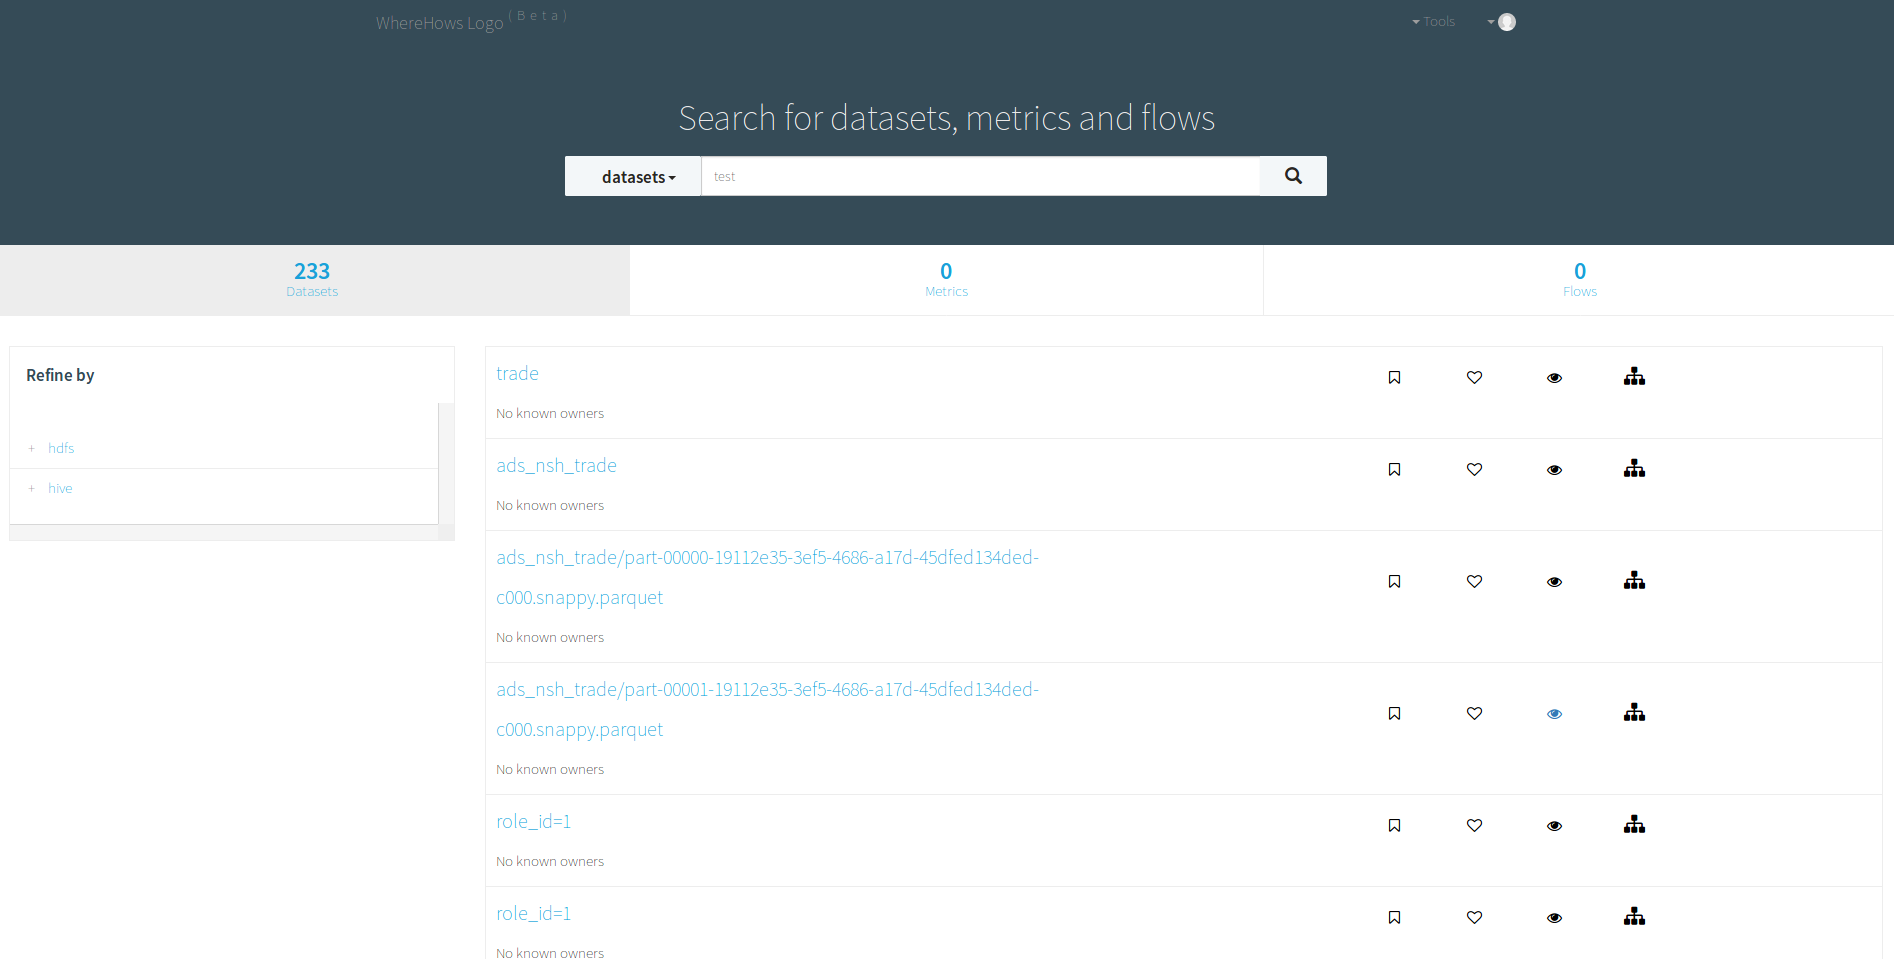 WhereHows Logo (Beta)
Tools
Search for datasets, metrics and flows
datasets
test
233
Datasets
0
Metrics
0
Flows
Refine by
+ hdfs
+ hive
trade
No known owners
ads_nsh_trade
No known owners
ads_nsh_trade/part-00000-19112e35-3ef5-4686-a17d-45dfed134ded-
c000.snappy.parquet
No known owners
ads_nsh_trade/part-00001-19112e35-3ef5-4686-a17d-45dfed134ded-
c000.snappy.parquet
No known owners
role_id=1
No known owners
role_id=1
No known owners